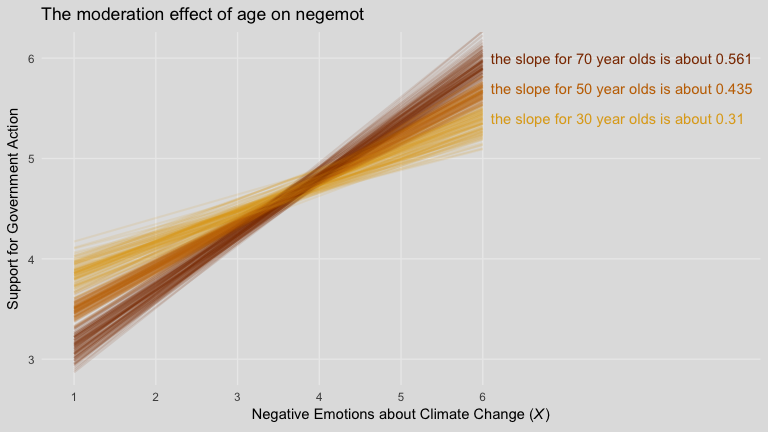 The moderation effect of age on negemot
the slope for 70 year olds is about 0.561
the slope for 50 year olds is about 0.435
the slope for 30 year olds is about 0.31
Support for Government Action
6
5
4
3
1 2 3 4 5 6
Negative Emotions about Climate Change (X)